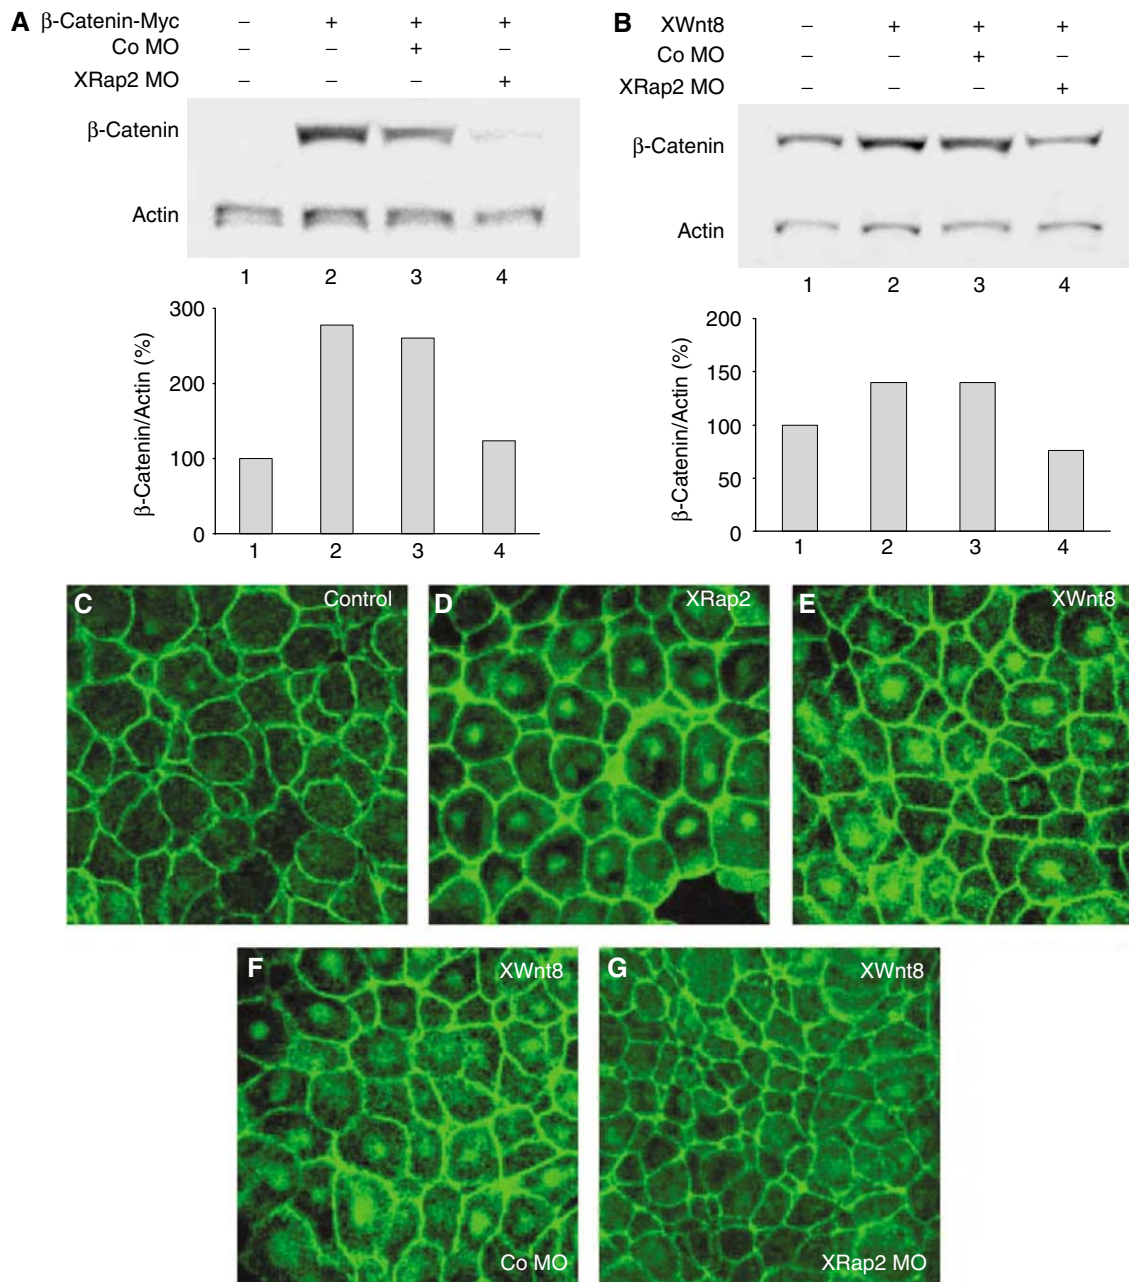 A β-Catenin-Myc – + + +
Co MO – – + –
XRap2 MO – – – +
β-Catenin
Actin
1 2 3 4
300
200
100
0
β-Catenin/Actin (%)
1 2 3 4
B XWnt8 – + + +
Co MO – – + –
XRap2 MO – – – +
β-Catenin
Actin
1 2 3 4
200
150
100
50
0
β-Catenin/Actin (%)
1 2 3 4
C Control
D XRap2
E XWnt8
F XWnt8
Co MO
G XWnt8
XRap2 MO